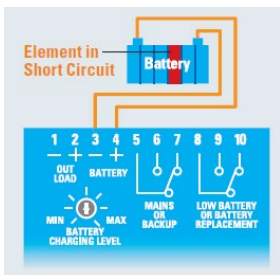 Element in
Short Circuit
Battery
1 2 3 4 5 6 7 8 9 10
- + - +
OUT
LOAD
BATTERY
MAINS
OR
BACKUP
LOW BATTERY
OR BATTERY
REPLACEMENT
MIN
MAX
BATTERY
CHARGING LEVEL